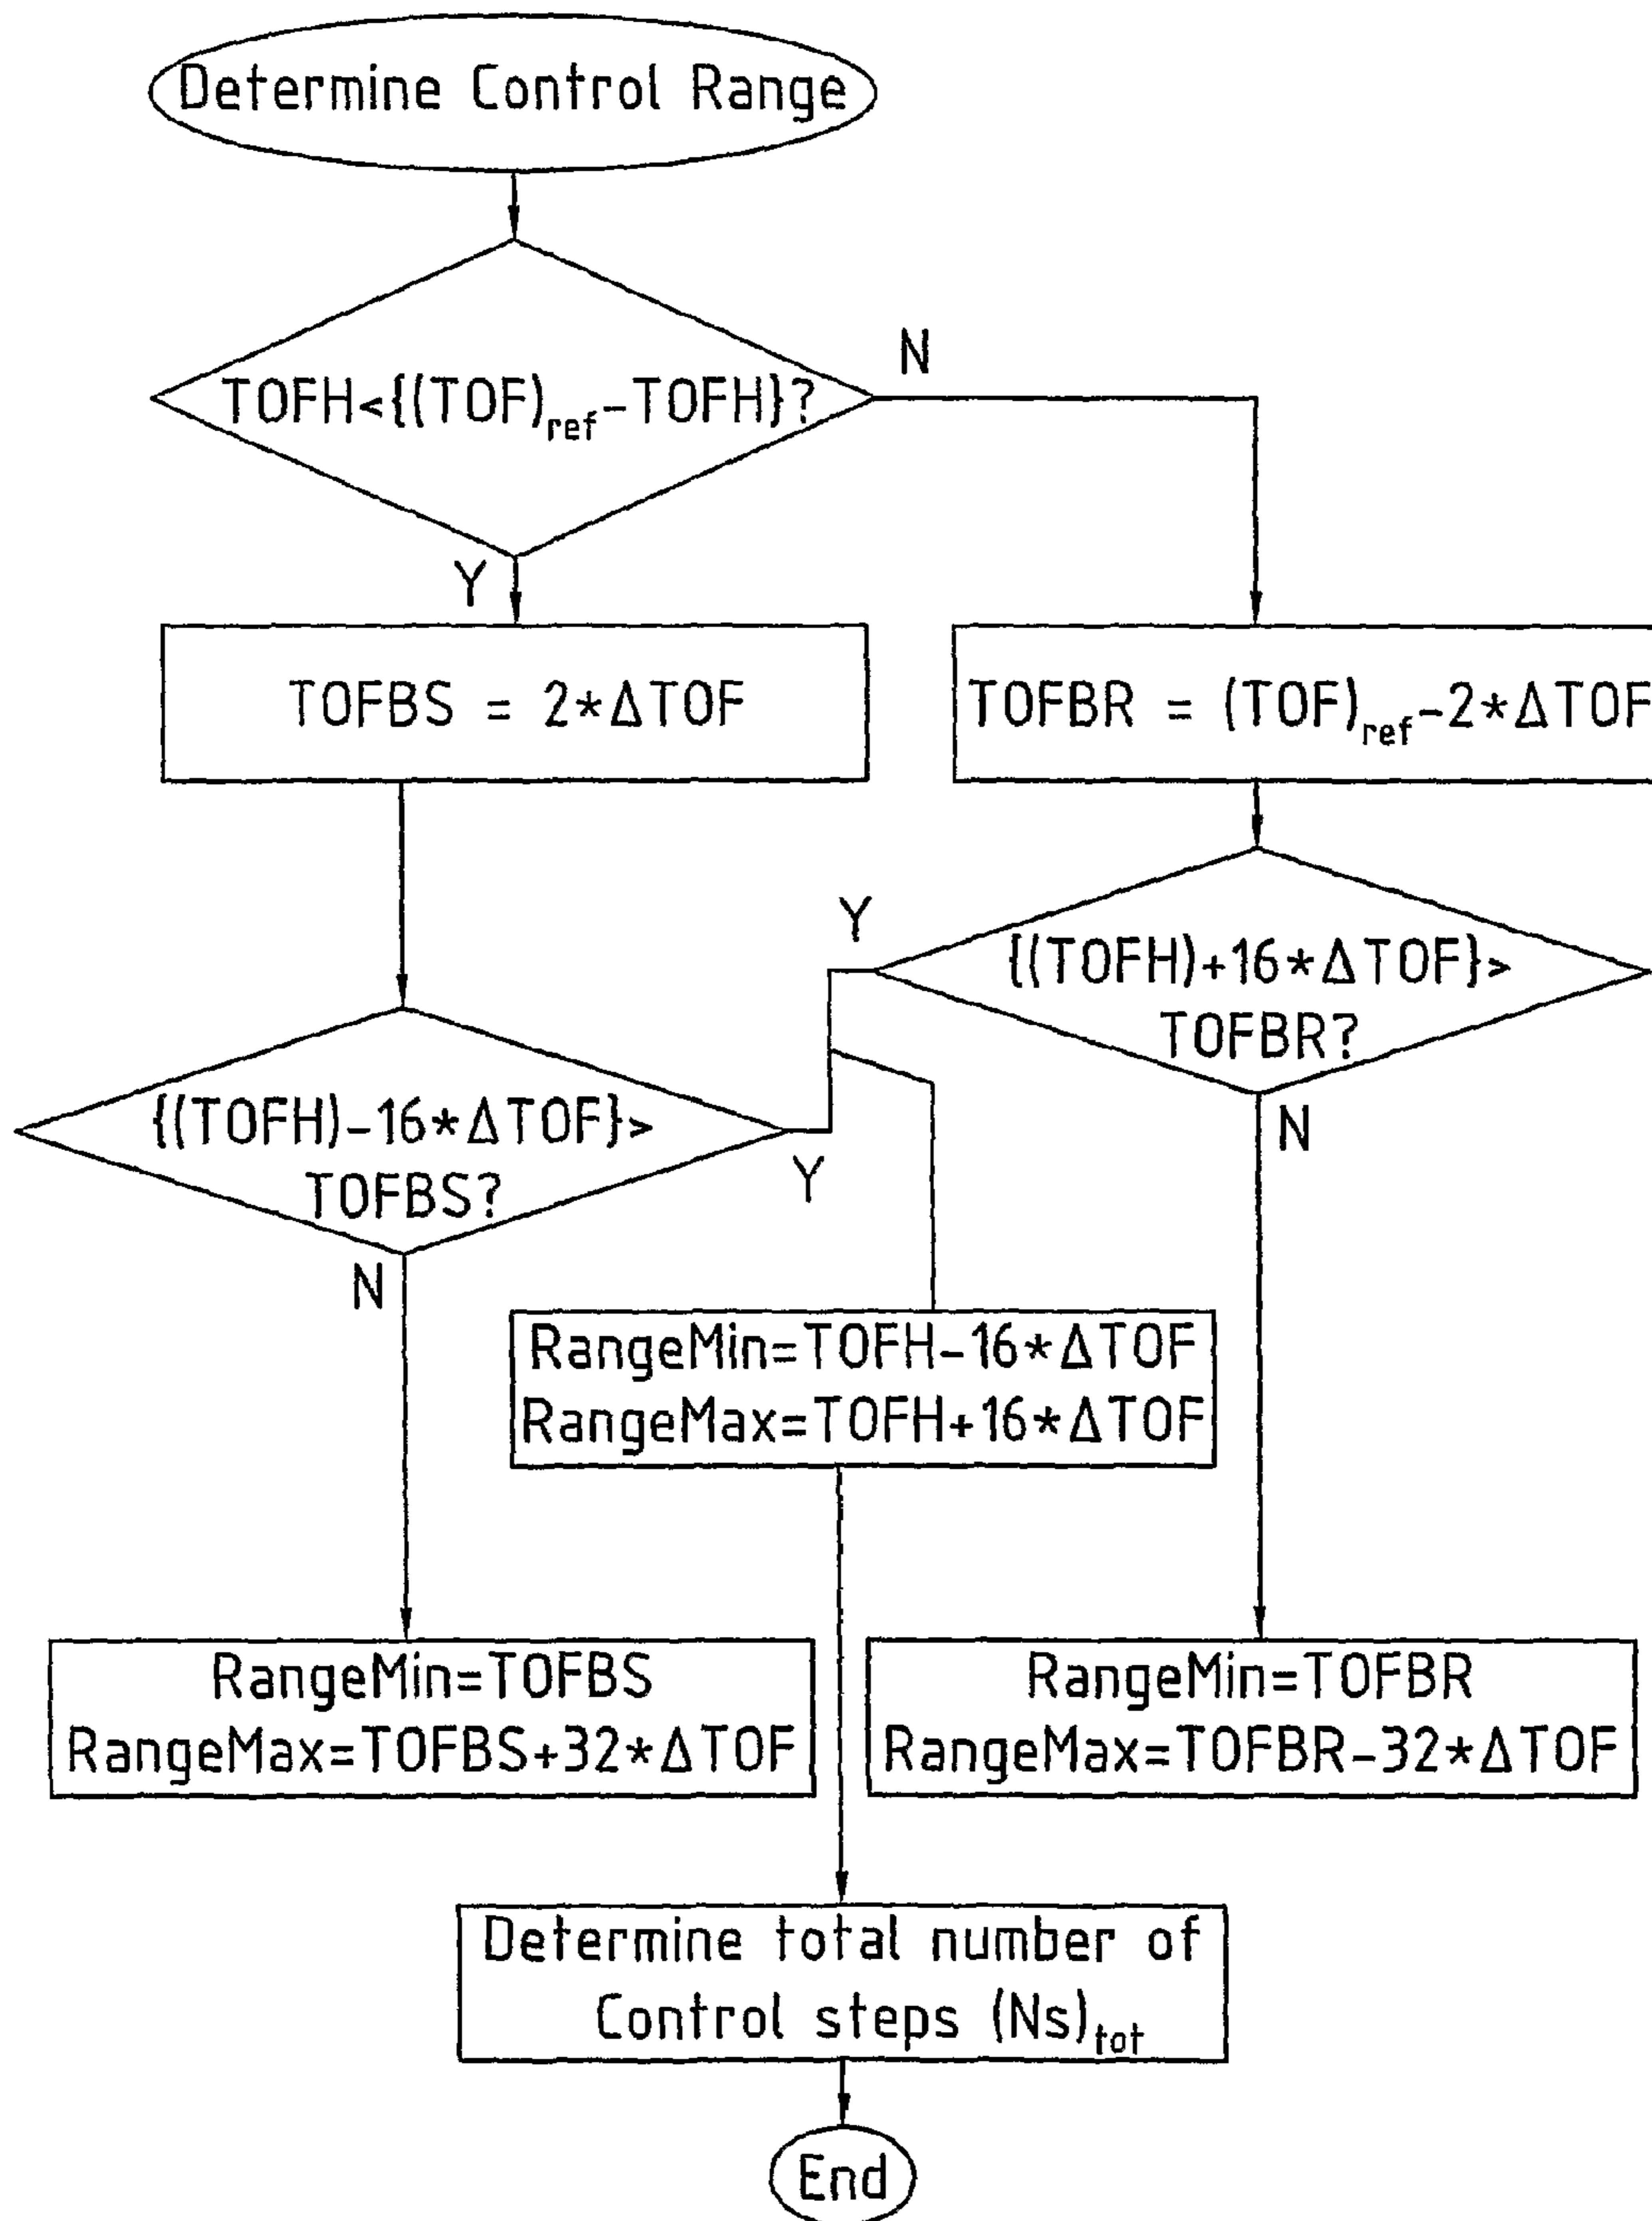 Determine Control Range
TOFH<{(TOF)ref-TOFH}?
N
Y
TOFBS = 2*ΔTOF
TOFBR = (TOF)ref-2*ΔTOF
Y
{(TOFH)+16*ΔTOF}>
TOFBR?
N
{(TOFH)-16*ΔTOF}>
TOFBS?
Y
N
RangeMin=TOFH-16*ΔTOF
RangeMax=TOFH+16*ΔTOF
RangeMin=TOFBS
RangeMax=TOFBS+32*ΔTOF
RangeMin=TOFBR
RangeMax=TOFBR-32*ΔTOF
Determine total number of
Control steps (Ns)tot
End